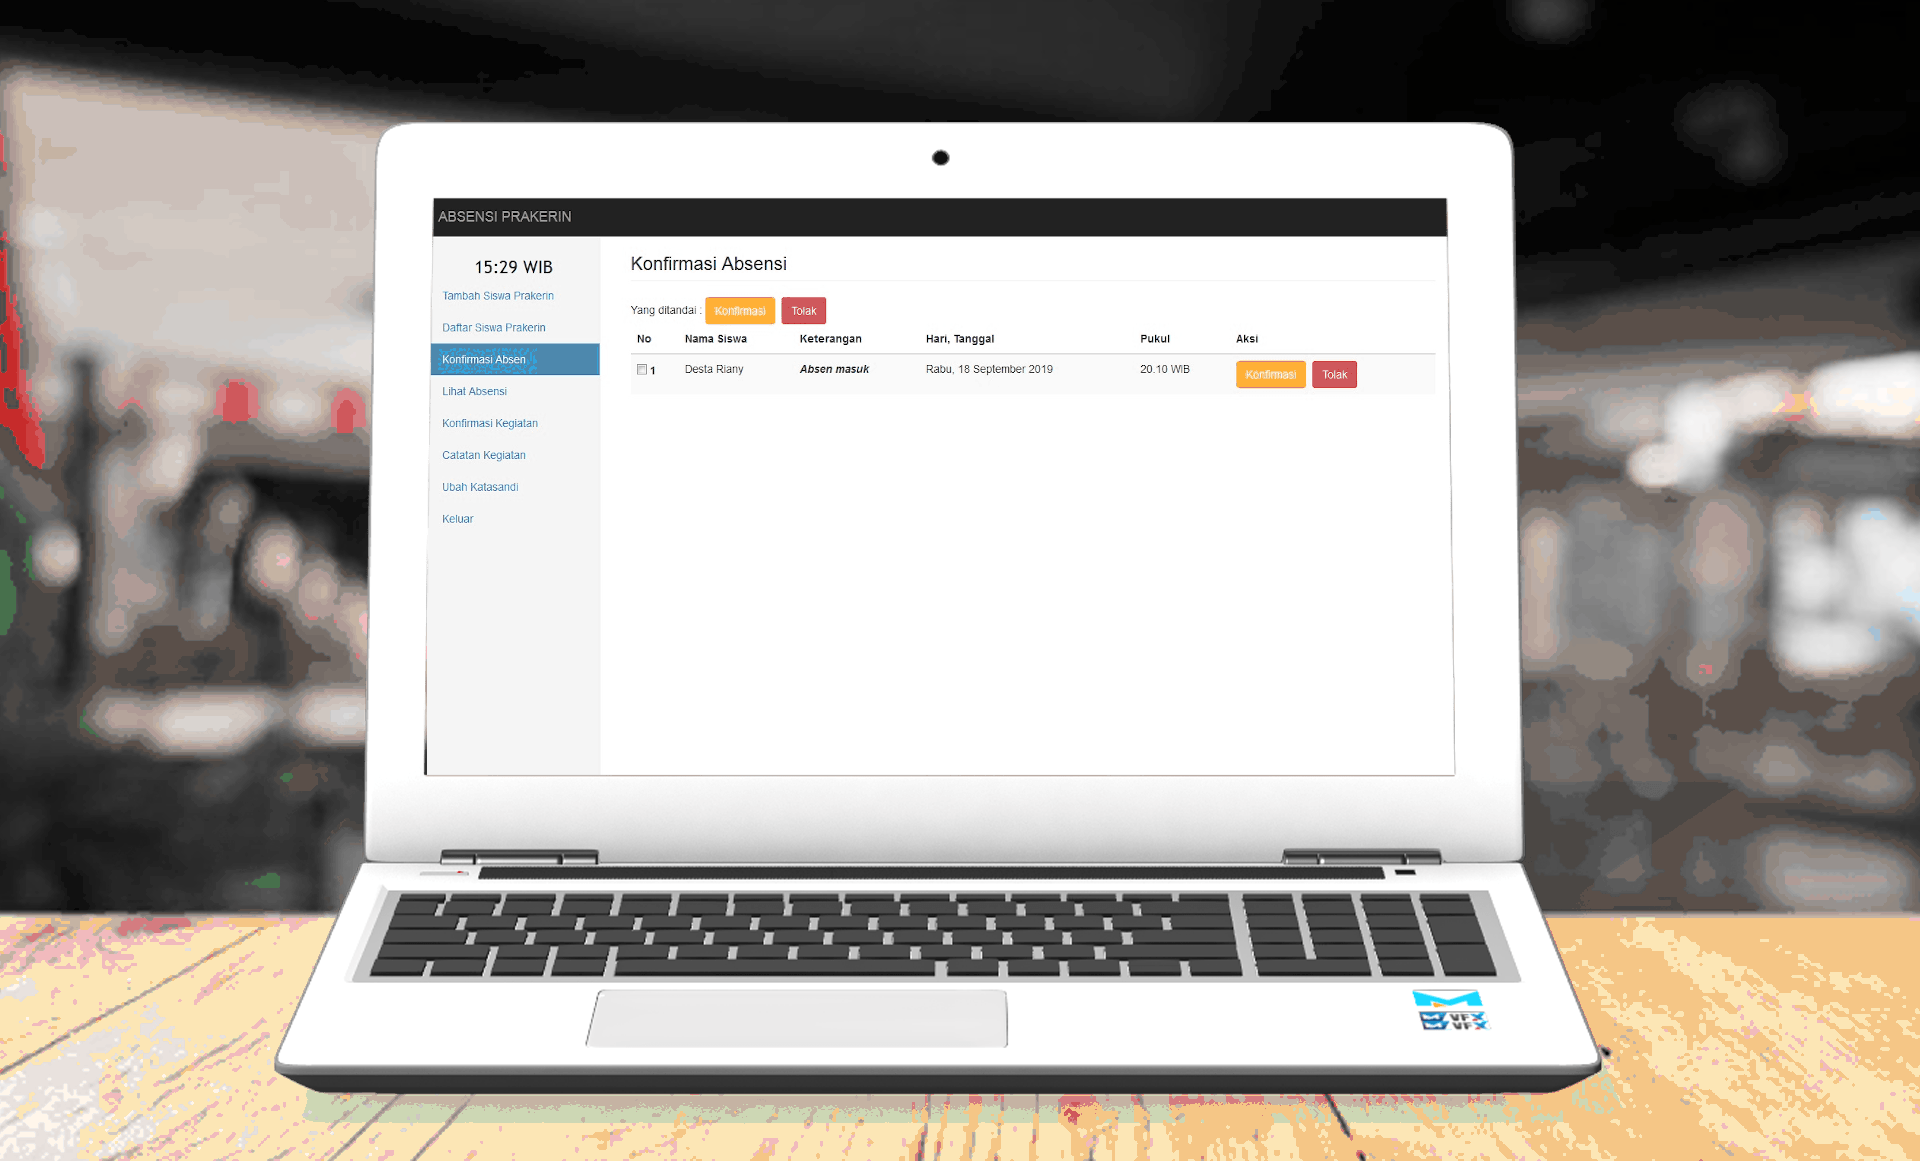 ABSENSI PRAKERIN
15:29 WIB
Tambah Siswa Prakerin
Daftar Siswa Prakerin
Konfirmasi Absen
Lihat Absensi
Konfirmasi Kegiatan
Catatan Kegiatan
Ubah Katasandi
Keluar
Konfirmasi Absensi
Yang ditandai : Konfirmasi Tolak
No Nama Siswa Keterangan Hari, Tanggal Pukul Aksi
1 Desta Riany Absen masuk Rabu, 18 September 2019 20.10 WIB Konfirmasi Tolak
M VFX
M VFX